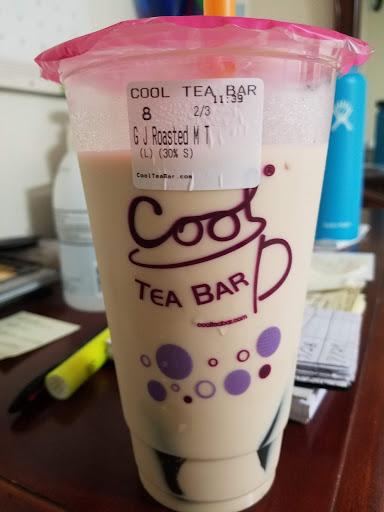 COOL TEA BAR
11:39
8 2/3
G J Roasted M T
(L) (30% S)
CoolTeaBar.com
Cool
TEA BAR
coolteabar.com